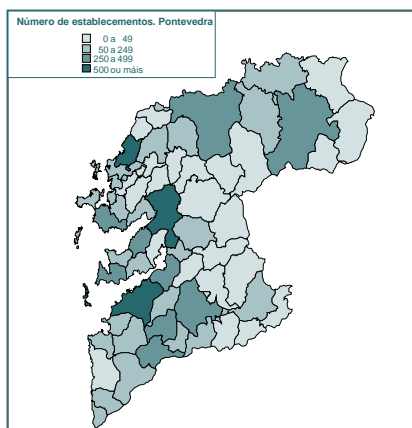 Número de establecementos. Pontevedra
0 a 49
50 a 249
250 a 499
500 ou máis